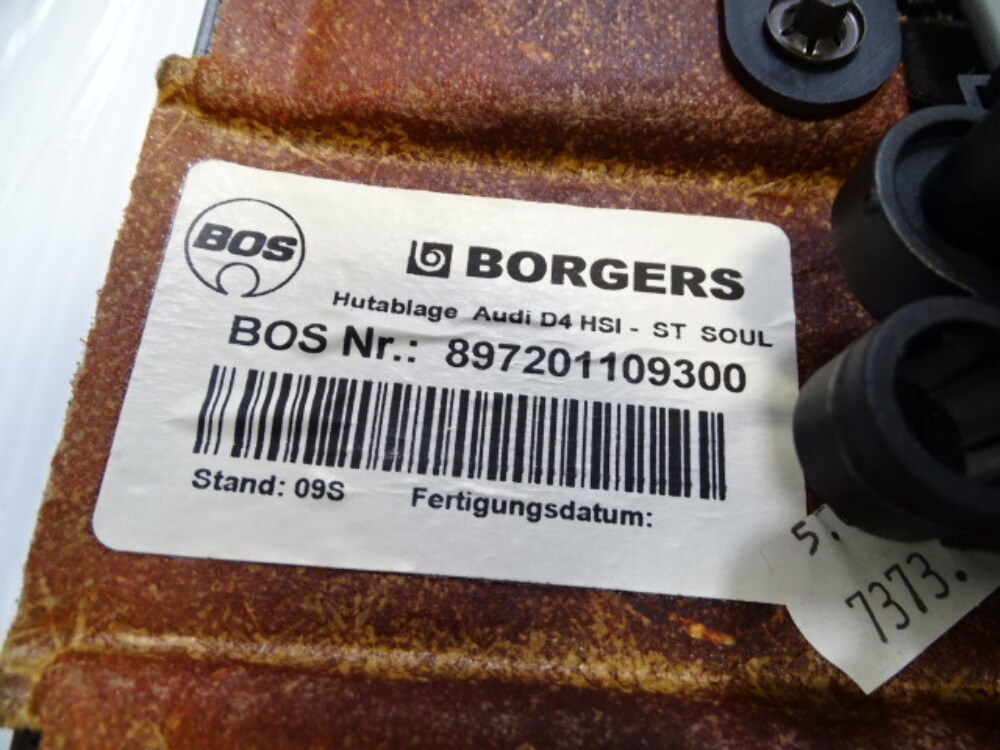 BOS
BORGERS
Hutablage Audi D4 HSI - ST SOUL
BOS Nr.: 897201109300
Stand: 09S
Fertigungsdatum:
7373.